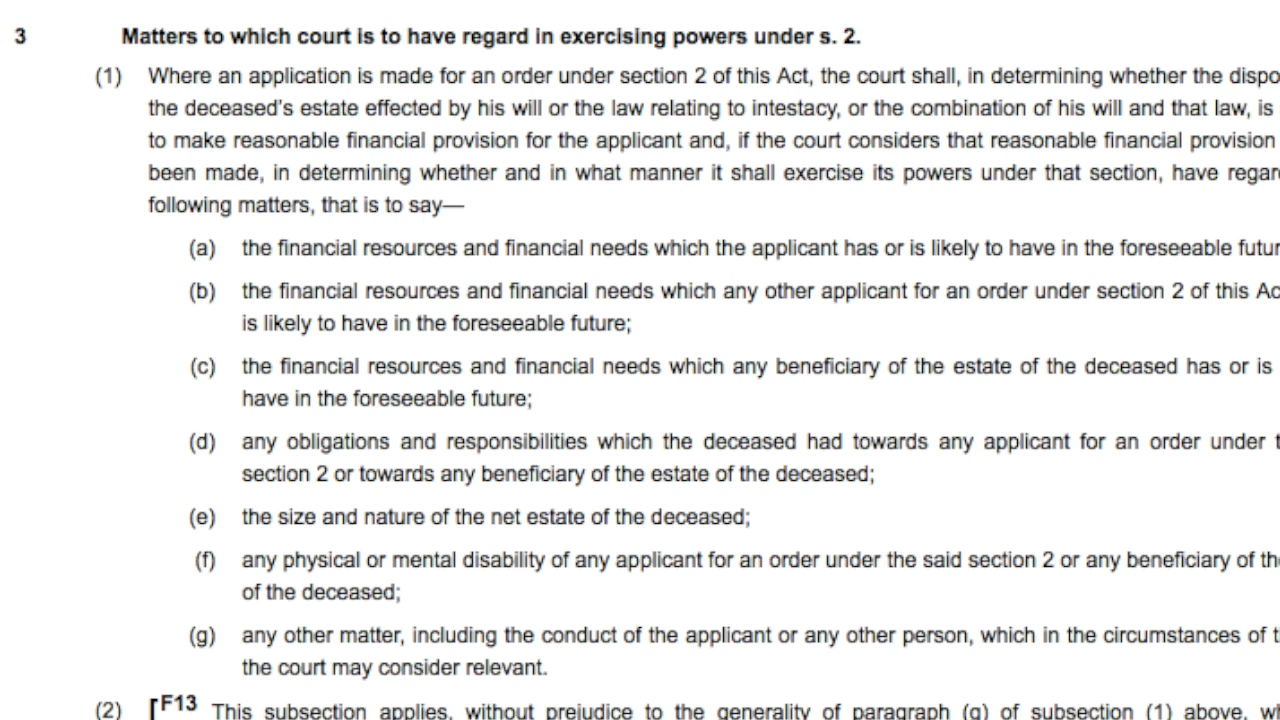 3 Matters to which court is to have regard in exercising powers under s. 2.
(1) Where an application is made for an order under section 2 of this Act, the court shall, in determining whether the
the deceased's estate effected by his will or the law relating to intestacy, or the combination of his will and that law, is
to make reasonable financial provision for the applicant and, if the court considers that reasonable financial provision
been made, in determining whether and in what manner it shall exercise its powers under that section, have
following matters, that is to say—
(a) the financial resources and financial needs which the applicant has or is likely to have in the foreseeable
(b) the financial resources and financial needs which any other applicant for an order under section 2 of this
is likely to have in the foreseeable future;
(c) the financial resources and financial needs which any beneficiary of the estate of the deceased has or is
have in the foreseeable future;
(d) any obligations and responsibilities which the deceased had towards any applicant for an order under
section 2 or towards any beneficiary of the estate of the deceased;
(e) the size and nature of the net estate of the deceased;
(f) any physical or mental disability of any applicant for an order under the said section 2 or any beneficiary of
of the deceased;
(g) any other matter, including the conduct of the applicant or any other person, which in the circumstances of
the court may consider relevant.
(2) [F13 This subsection applies, without prejudice to the generality of paragraph (g) of subsection (1) above,